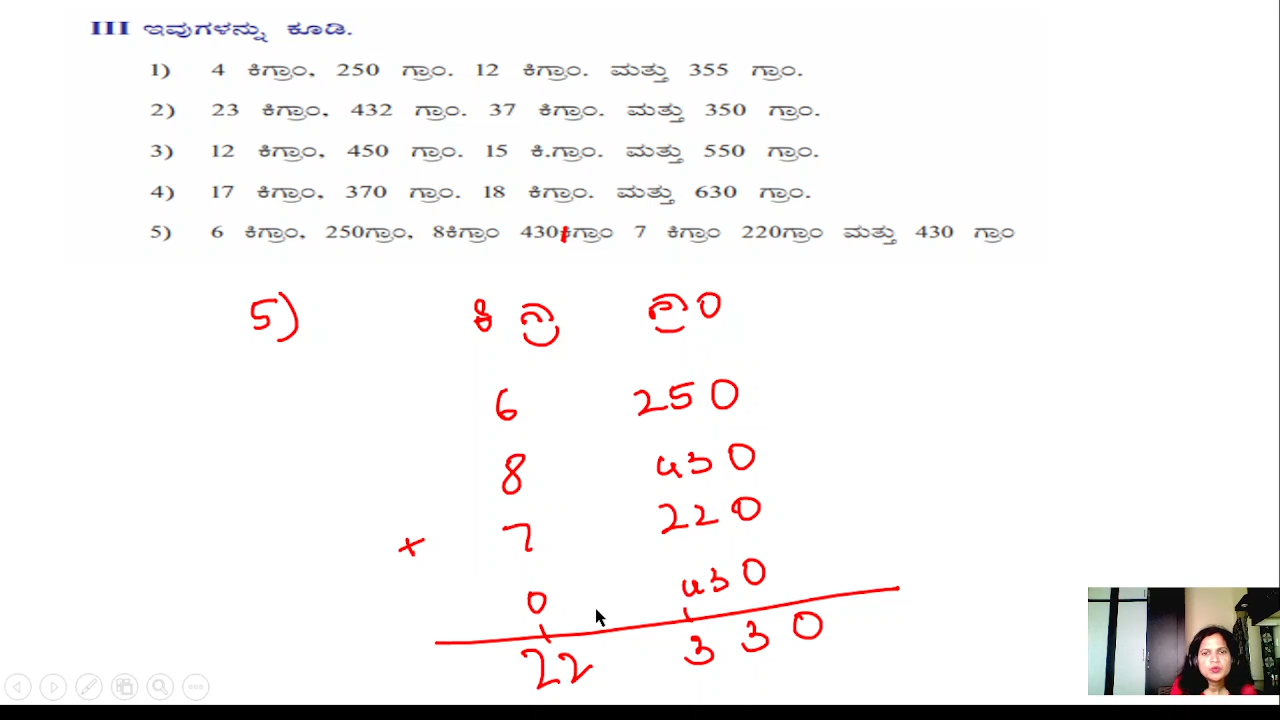 III ಇವುಗಳನ್ನು ಕೂಡಿ.
1) 4 ಕಿಗ್ರಾಂ, 250 ಗ್ರಾಂ. 12 ಕಿಗ್ರಾಂ. ಮತ್ತು 355 ಗ್ರಾಂ.
2) 23 ಕಿಗ್ರಾಂ, 432 ಗ್ರಾಂ. 37 ಕಿಗ್ರಾಂ. ಮತ್ತು 350 ಗ್ರಾಂ.
3) 12 ಕಿಗ್ರಾಂ, 450 ಗ್ರಾಂ. 15 ಕಿ.ಗ್ರಾಂ. ಮತ್ತು 550 ಗ್ರಾಂ.
4) 17 ಕಿಗ್ರಾಂ, 370 ಗ್ರಾಂ. 18 ಕಿಗ್ರಾಂ. ಮತ್ತು 630 ಗ್ರಾಂ.
5) 6 ಕಿಗ್ರಾಂ, 250ಗ್ರಾಂ, 8ಕಿಗ್ರಾಂ 430ಕಿಗ್ರಾಂ 7 ಕಿಗ್ರಾಂ 220ಗ್ರಾಂ ಮತ್ತು 430 ಗ್ರಾಂ
5) ಕಿ ಗ್ರಾ ಗ್ರಾಂ
6 250
8 430
+ 7 220
0 430
22 330